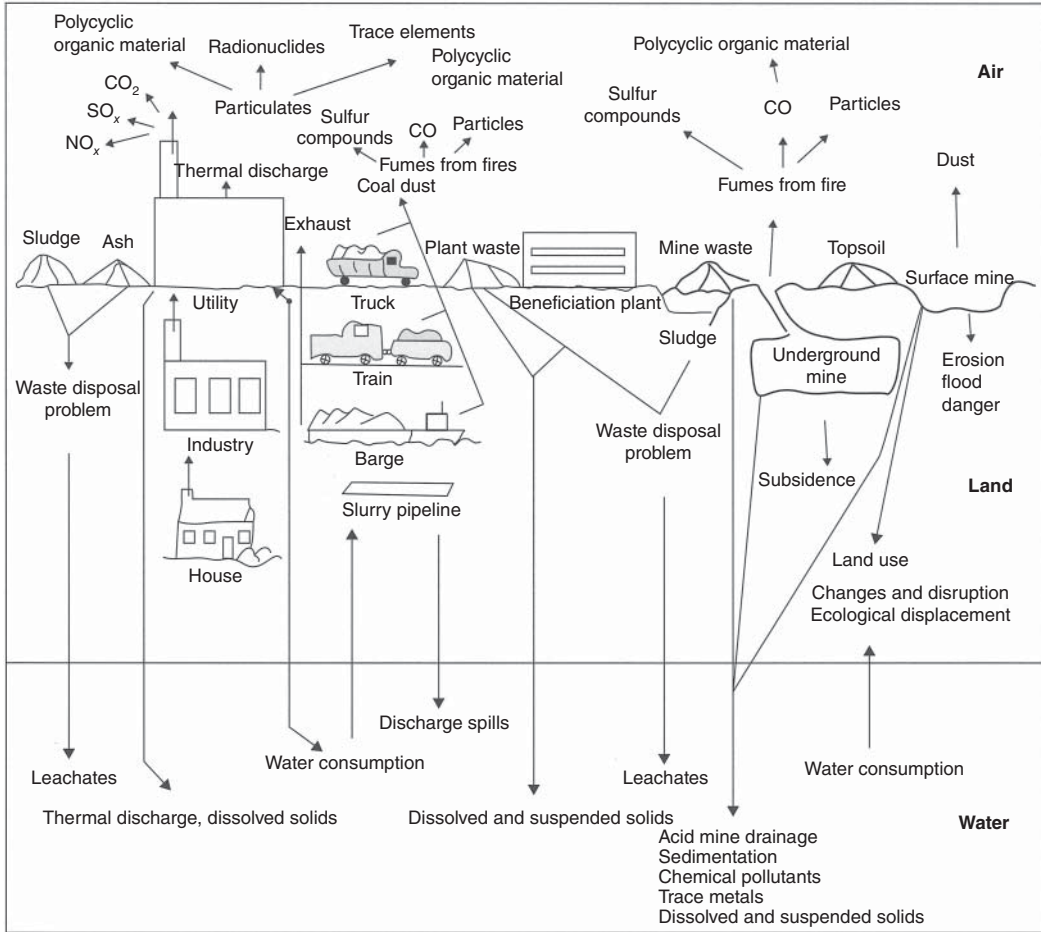 Polycyclic
organic material
Radionuclides
Trace elements
Polycyclic
organic material
Polycyclic organic material
Air
CO₂
SOₓ
NOₓ
Particulates
Sulfur
compounds
CO
Particles
Fumes from fires
Coal dust
Sulfur
compounds
CO
Particles
Fumes from fire
Dust
Thermal discharge
Sludge
Ash
Exhaust
Plant waste
Mine waste
Topsoil
Surface mine
Utility
Truck
Beneficiation plant
Sludge
Underground
mine
Erosion
flood
danger
Waste disposal
problem
Train
Industry
Barge
Waste disposal
problem
Subsidence
Land
Slurry pipeline
House
Land use
Changes and disruption
Ecological displacement
Discharge spills
Leachates
Water consumption
Leachates
Water consumption
Thermal discharge, dissolved solids
Dissolved and suspended solids
Water
Acid mine drainage
Sedimentation
Chemical pollutants
Trace metals
Dissolved and suspended solids